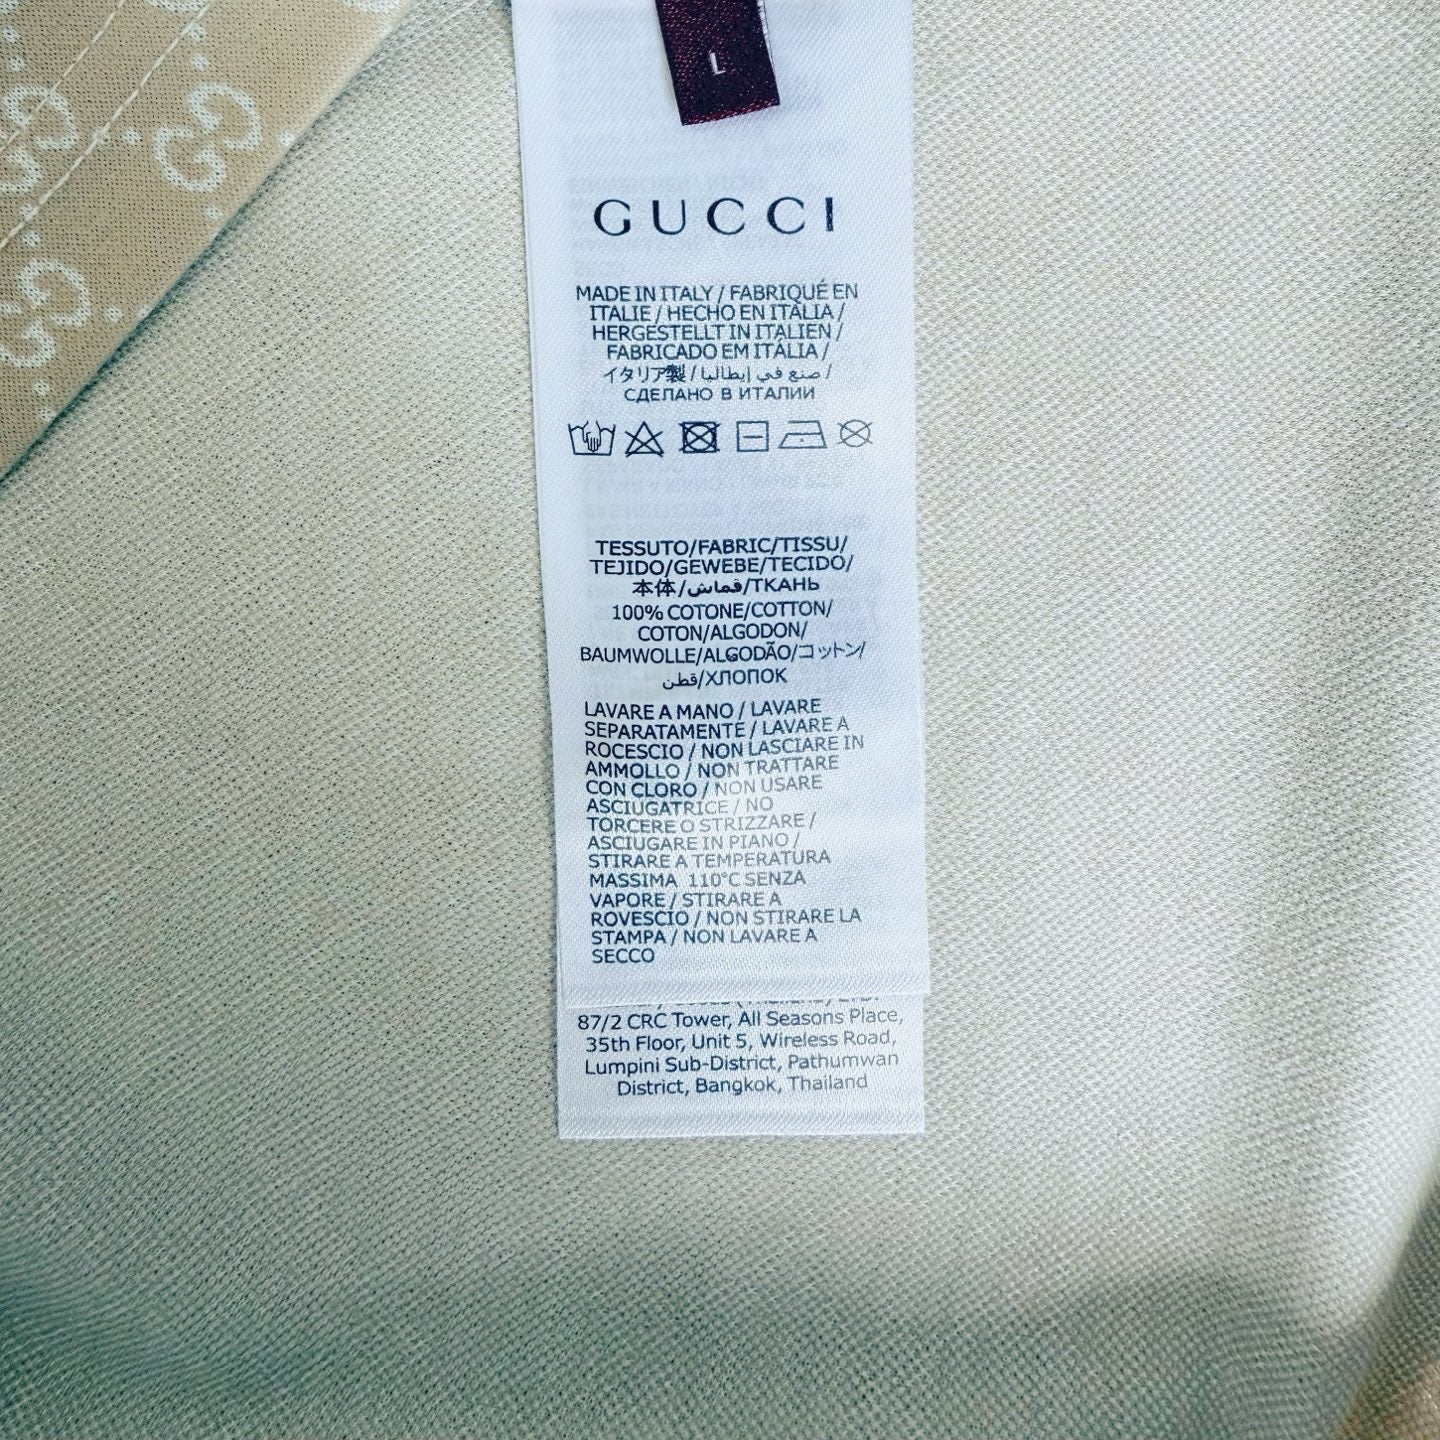 L
GUCCI
MADE IN ITALY / FABRIQUÉ EN
ITALIE / HECHO EN ITALIA /
HERGESTELLT IN ITALIEN /
FABRICADO EM ITÁLIA /
イタリア製 / صنع في إيطاليا /
СДЕЛАНО В ИТАЛИИ
TESSUTO/FABRIC/TISSU/
TEJIDO/GEWEBE/TECIDO/
本体/قماش/ТКАНЬ
100% COTONE/COTTON/
COTON/ALGODON/
BAUMWOLLE/ALGODÃO/コットン/
قطن/ХЛОПОК
LAVARE A MANO / LAVARE
SEPARATAMENTE / LAVARE A
ROCESCIO / NON LASCIARE IN
AMMOLLO / NON TRATTARE
CON CLORO / NON USARE
ASCIUGATRICE / NO
TORCERE O STRIZZARE /
ASCIUGARE IN PIANO /
STIRARE A TEMPERATURA
MASSIMA 110°C SENZA
VAPORE / STIRARE A
ROVESCIO / NON STIRARE LA
STAMPA / NON LAVARE A
SECCO
87/2 CRC Tower, All Seasons Place,
35th Floor, Unit 5, Wireless Road,
Lumpini Sub-District, Pathumwan
District, Bangkok, Thailand